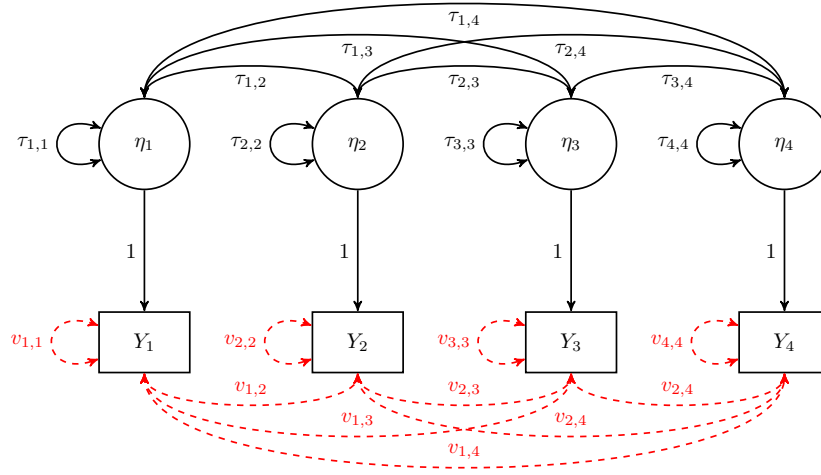 τ1,4
τ1,3 τ2,4
τ1,2 τ2,3 τ3,4
τ1,1 η1 τ2,2 η2 τ3,3 η3 τ4,4 η4
1 1 1 1
v1,1 Y1 v2,2 Y2 v3,3 Y3 v4,4 Y4
v1,2 v2,3 v2,4
v1,3 v2,4
v1,4